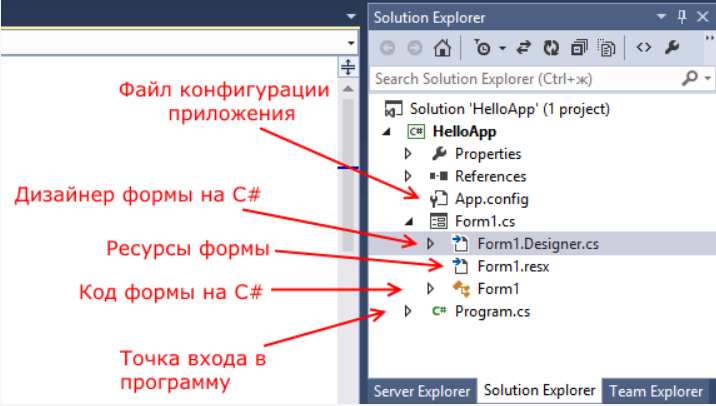 Solution Explorer
Search Solution Explorer (Ctrl+ж)
Файл конфигурации
приложения
Дизайнер формы на C#
Ресурсы формы
Код формы на C#
Точка входа в
программу
Solution 'HelloApp' (1 project)
C# HelloApp
Properties
References
App.config
Form1.cs
Form1.Designer.cs
Form1.resx
Form1
C# Program.cs
Server Explorer Solution Explorer Team Explorer